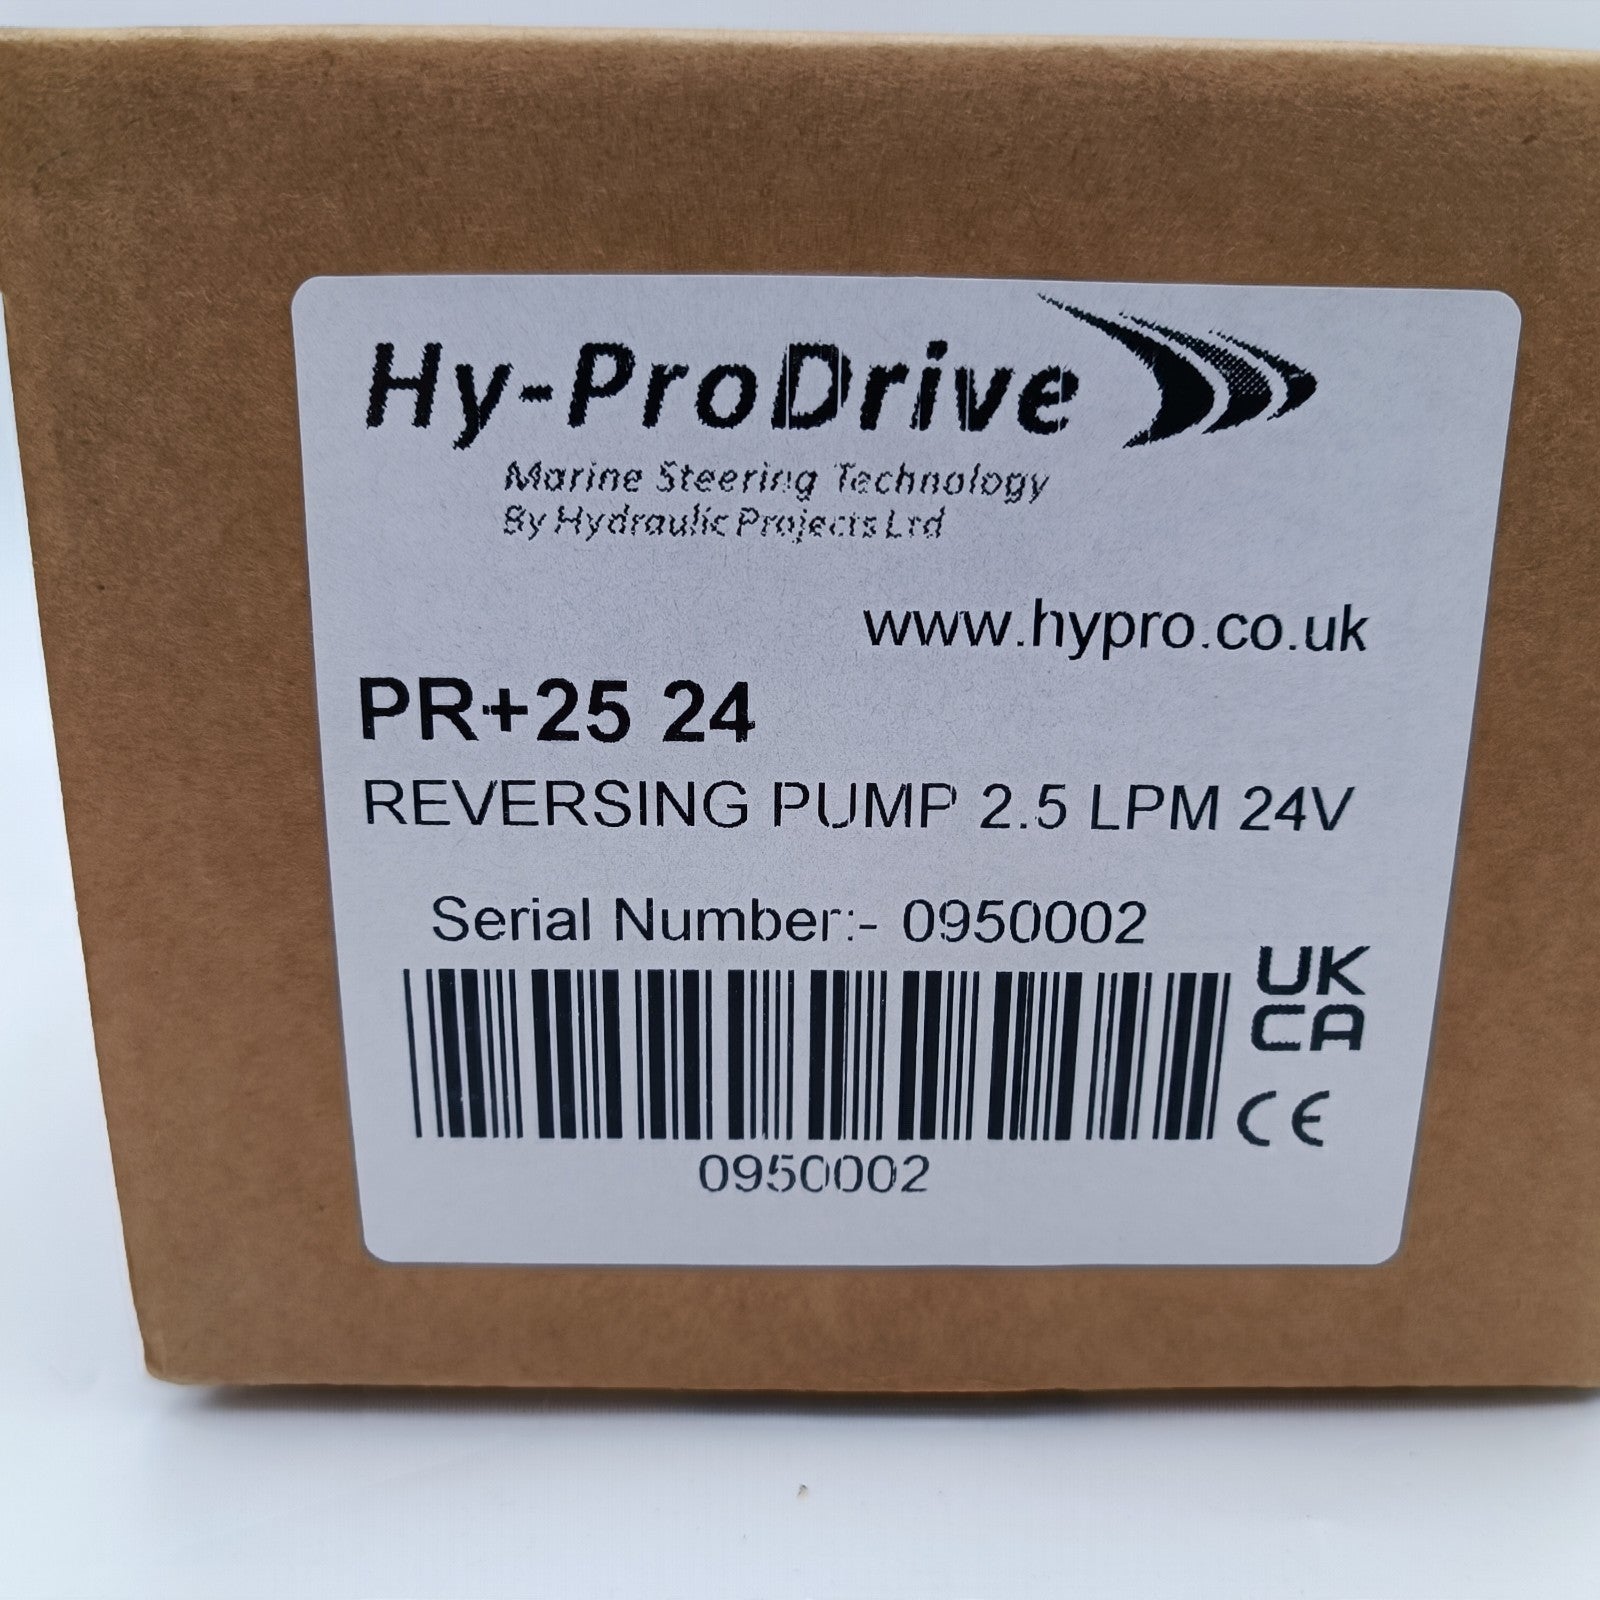 Hy-ProDrive
Marine Steering Technology
By Hydraulic Projects Ltd
www.hypro.co.uk
PR+25 24
REVERSING PUMP 2.5 LPM 24V
Serial Number:- 0950002
UK
CA
CE
0950002